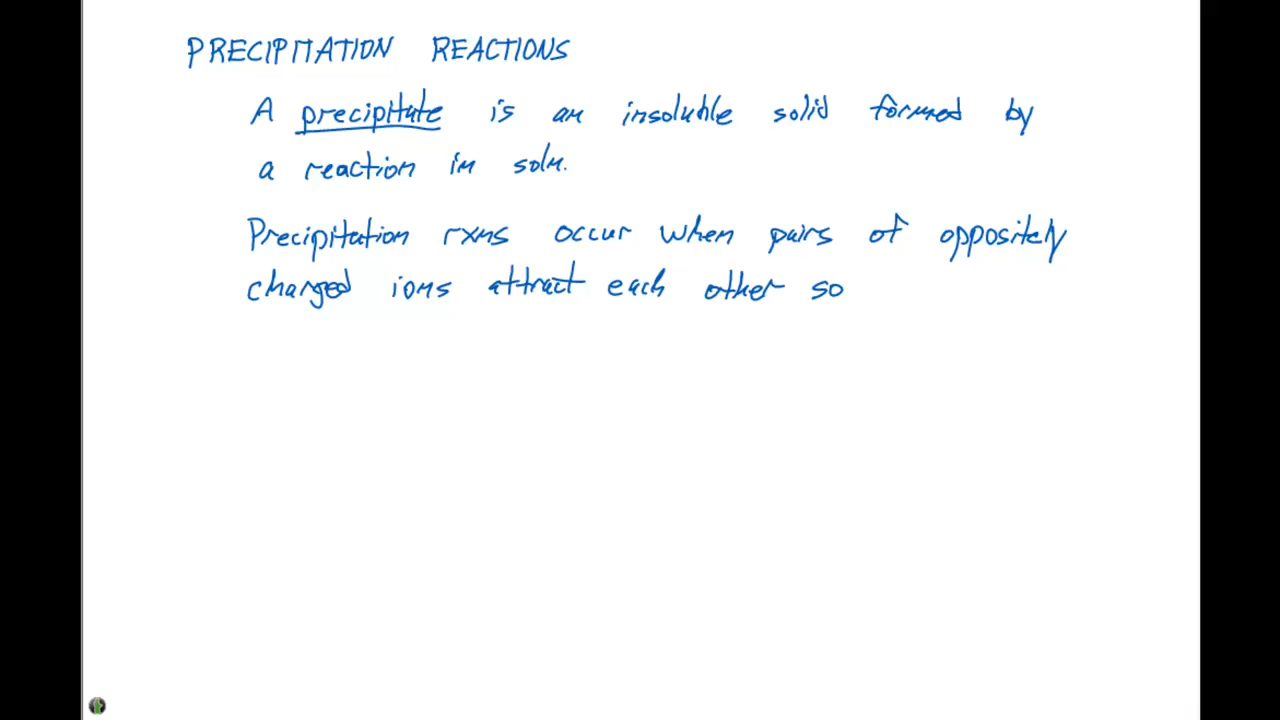 PRECIPITATION REACTIONS
A precipitate is an insoluble solid formed by
a reaction in soln.
Precipitation rxns occur when pairs of oppositely
charged ions attract each other so